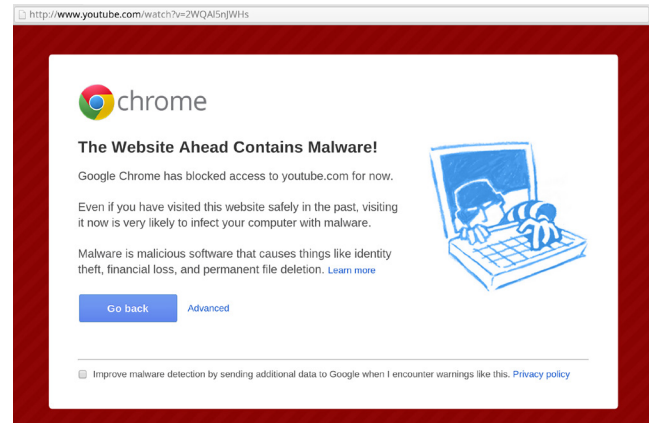 http://www.youtube.com/watch?v=2WQAl5nJWHs
chrome
The Website Ahead Contains Malware!
Google Chrome has blocked access to youtube.com for now.
Even if you have visited this website safely in the past, visiting
it now is very likely to infect your computer with malware.
Malware is malicious software that causes things like identity
theft, financial loss, and permanent file deletion. Learn more
Go back Advanced
Improve malware detection by sending additional data to Google when I encounter warnings like this. Privacy policy